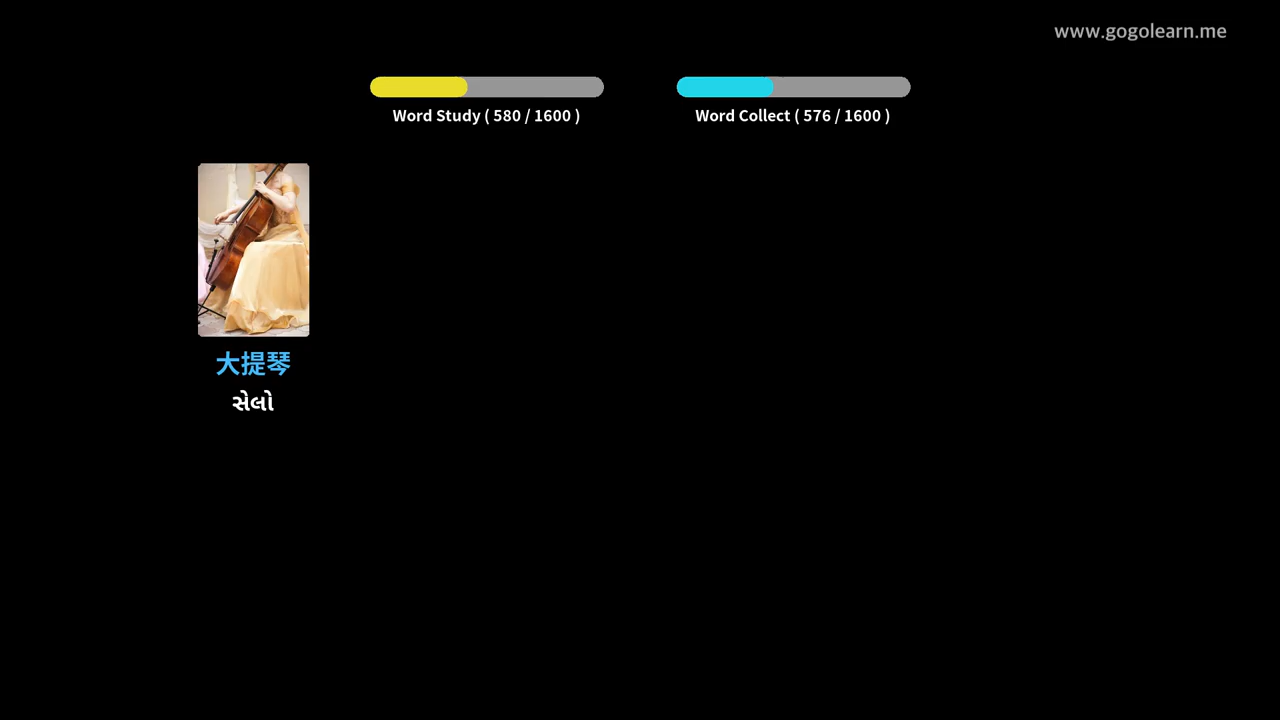 www.gogolearn.me
Word Study ( 580 / 1600 )
Word Collect ( 576 / 1600 )
大提琴
સેલો